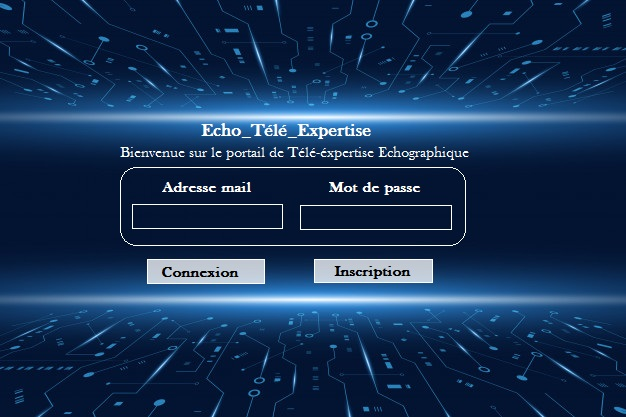 Echo_Télé_Expertise
Bienvenue sur le portail de Télé-éxpertise Echographique
Adresse mail Mot de passe
Connexion Inscription